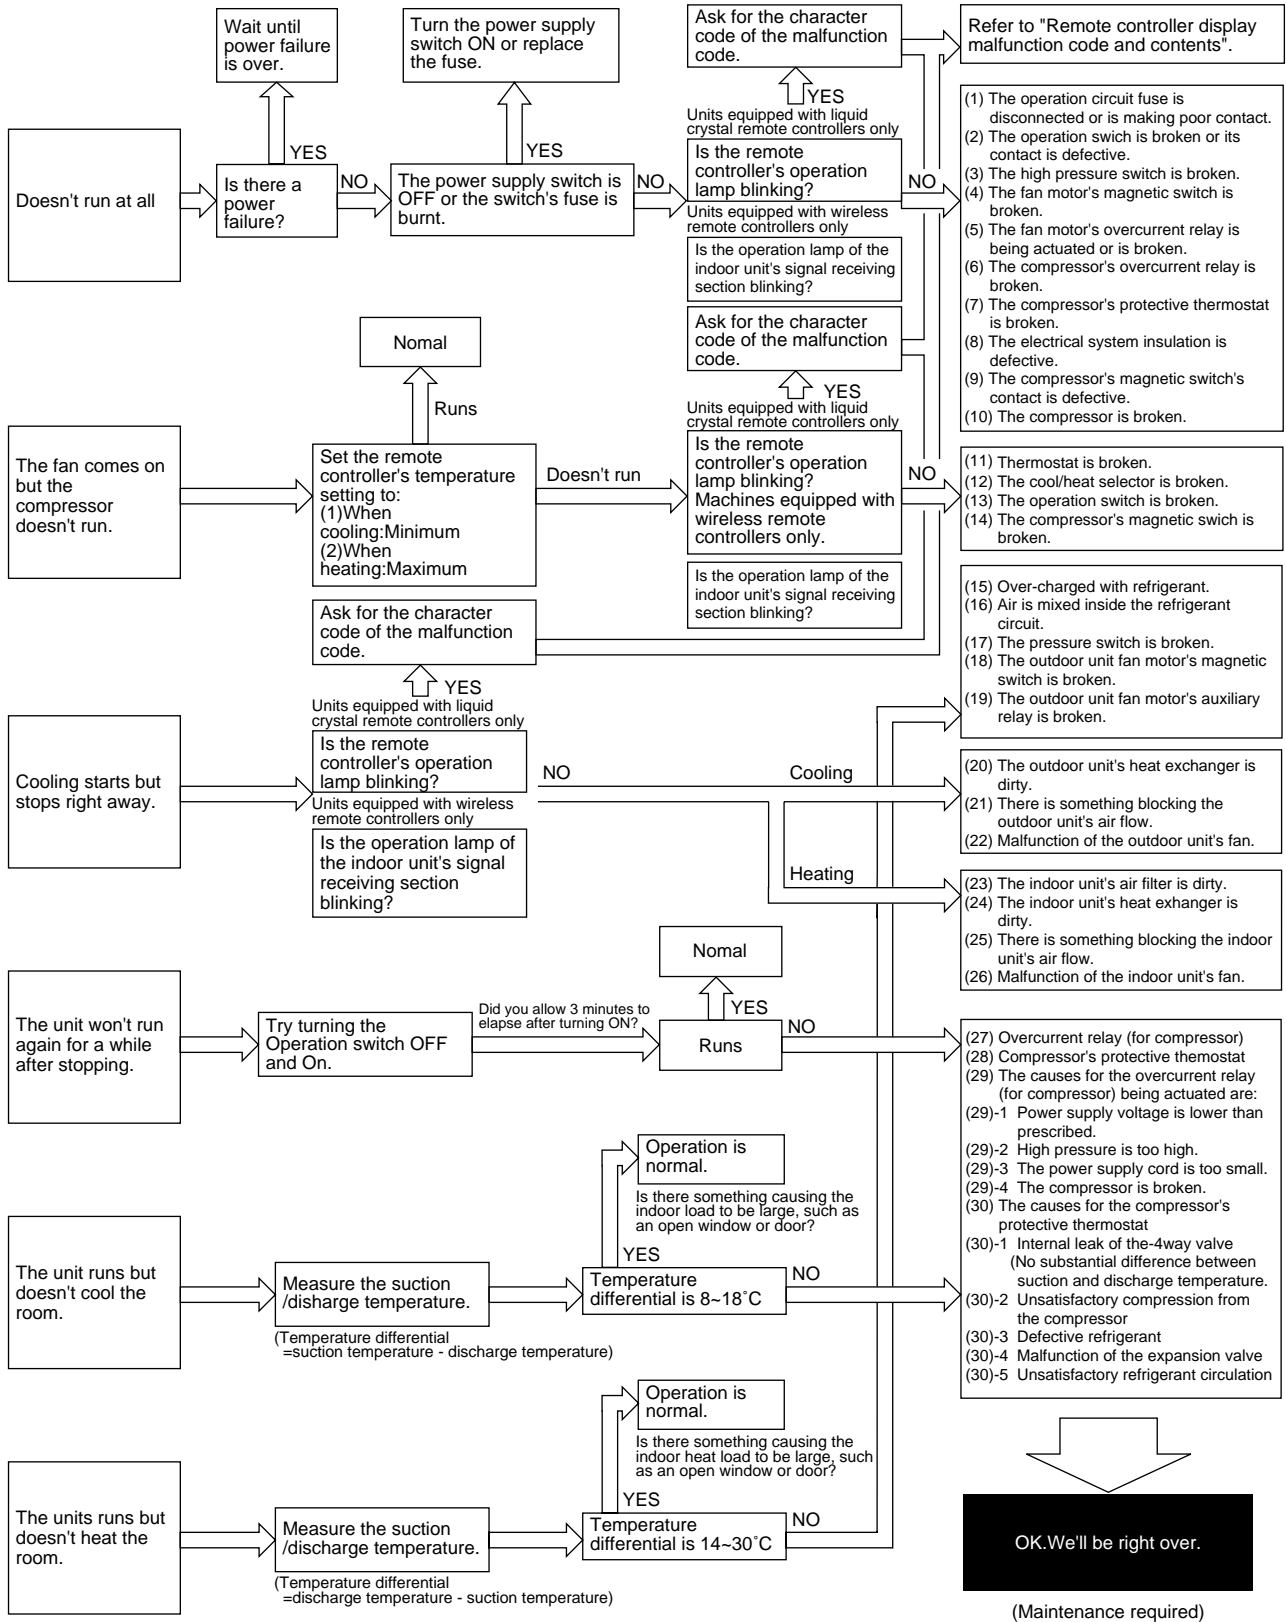 Doesn't run at all
Wait until
power failure
is over.
YES
Is there a
power
failure?
NO
Turn the power supply
switch ON or replace
the fuse.
YES
The power supply switch is
OFF or the switch's fuse is
burnt.
NO
Ask for the character
code of the malfunction
code.
YES
Units equipped with liquid
crystal remote controllers only
Is the remote
controller's operation
lamp blinking?
Units equipped with wireless
remote controllers only
Is the operation lamp of the
indoor unit's signal receiving
section blinking?
NO
Refer to "Remote controller display
malfunction code and contents".
(1) The operation circuit fuse is
disconnected or is making poor contact.
(2) The operation swich is broken or its
contact is defective.
(3) The high pressure switch is broken.
(4) The fan motor's magnetic switch is
broken.
(5) The fan motor's overcurrent relay is
being actuated or is broken.
(6) The compressor's overcurrent relay is
broken.
(7) The compressor's protective thermostat
is broken.
(8) The electrical system insulation is
defective.
(9) The compressor's magnetic switch's
contact is defective.
(10) The compressor is broken.
The fan comes on
but the
compressor
doesn't run.
Nomal
Runs
Set the remote
controller's temperature
setting to:
(1)When
cooling:Minimum
(2)When
heating:Maximum
Doesn't run
Ask for the character
code of the malfunction
code.
YES
Units equipped with liquid
crystal remote controllers only
Is the remote
controller's operation
lamp blinking?
Machines equipped with
wireless remote
controllers only.
Is the operation lamp of the
indoor unit's signal receiving
section blinking?
NO
(11) Thermostat is broken.
(12) The cool/heat selector is broken.
(13) The operation switch is broken.
(14) The compressor's magnetic swich is
broken.
Cooling starts but
stops right away.
Ask for the character
code of the malfunction
code.
YES
Units equipped with liquid
crystal remote controllers only
Is the remote
controller's operation
lamp blinking?
Units equipped with wireless
remote controllers only
Is the operation lamp of
the indoor unit's signal
receiving section
blinking?
NO
Cooling
Heating
(15) Over-charged with refrigerant.
(16) Air is mixed inside the refrigerant
circuit.
(17) The pressure switch is broken.
(18) The outdoor unit fan motor's magnetic
switch is broken.
(19) The outdoor unit fan motor's auxiliary
relay is broken.
(20) The outdoor unit's heat exchanger is
dirty.
(21) There is something blocking the
outdoor unit's air flow.
(22) Malfunction of the outdoor unit's fan.
(23) The indoor unit's air filter is dirty.
(24) The indoor unit's heat exhanger is
dirty.
(25) There is something blocking the indoor
unit's air flow.
(26) Malfunction of the indoor unit's fan.
The unit won't run
again for a while
after stopping.
Try turning the
Operation switch OFF
and On.
Did you allow 3 minutes to
elapse after turning ON?
Nomal
YES
Runs
NO
(27) Overcurrent relay (for compressor)
(28) Compressor's protective themostat
(29) The causes for the overcurrent relay
(for compressor) being actuated are:
(29)-1 Power supply voltage is lower than
prescribed.
(29)-2 High pressure is too high.
(29)-3 The power supply cord is too small.
(29)-4 The compressor is broken.
(30) The causes for the compressor's
protective thermostat
(30)-1 Internal leak of the-4way valve
(No substantial difference between
suction and discharge temperature.
(30)-2 Unsatisfactory compression from
the compressor
(30)-3 Defective refrigerant
(30)-4 Malfunction of the expansion valve
(30)-5 Unsatisfactory refrigerant circulation
The unit runs but
doesn't cool the
room.
Measure the suction
/disharge temperature.
(Temperature differential
=suction temperature - discharge temperature)
Operation is
normal.
Is there something causing the
indoor load to be large, such as
an open window or door?
YES
Temperature
differential is 8~18˚C
NO
The units runs but
doesn't heat the
room.
Measure the suction
/discharge temperature.
(Temperature differential
=discharge temperature - suction temperature)
Operation is
normal.
Is there something causing the
indoor heat load to be large, such
as an open window or door?
YES
Temperature
differential is 14~30˚C
NO
OK.We'll be right over.
(Maintenance required)